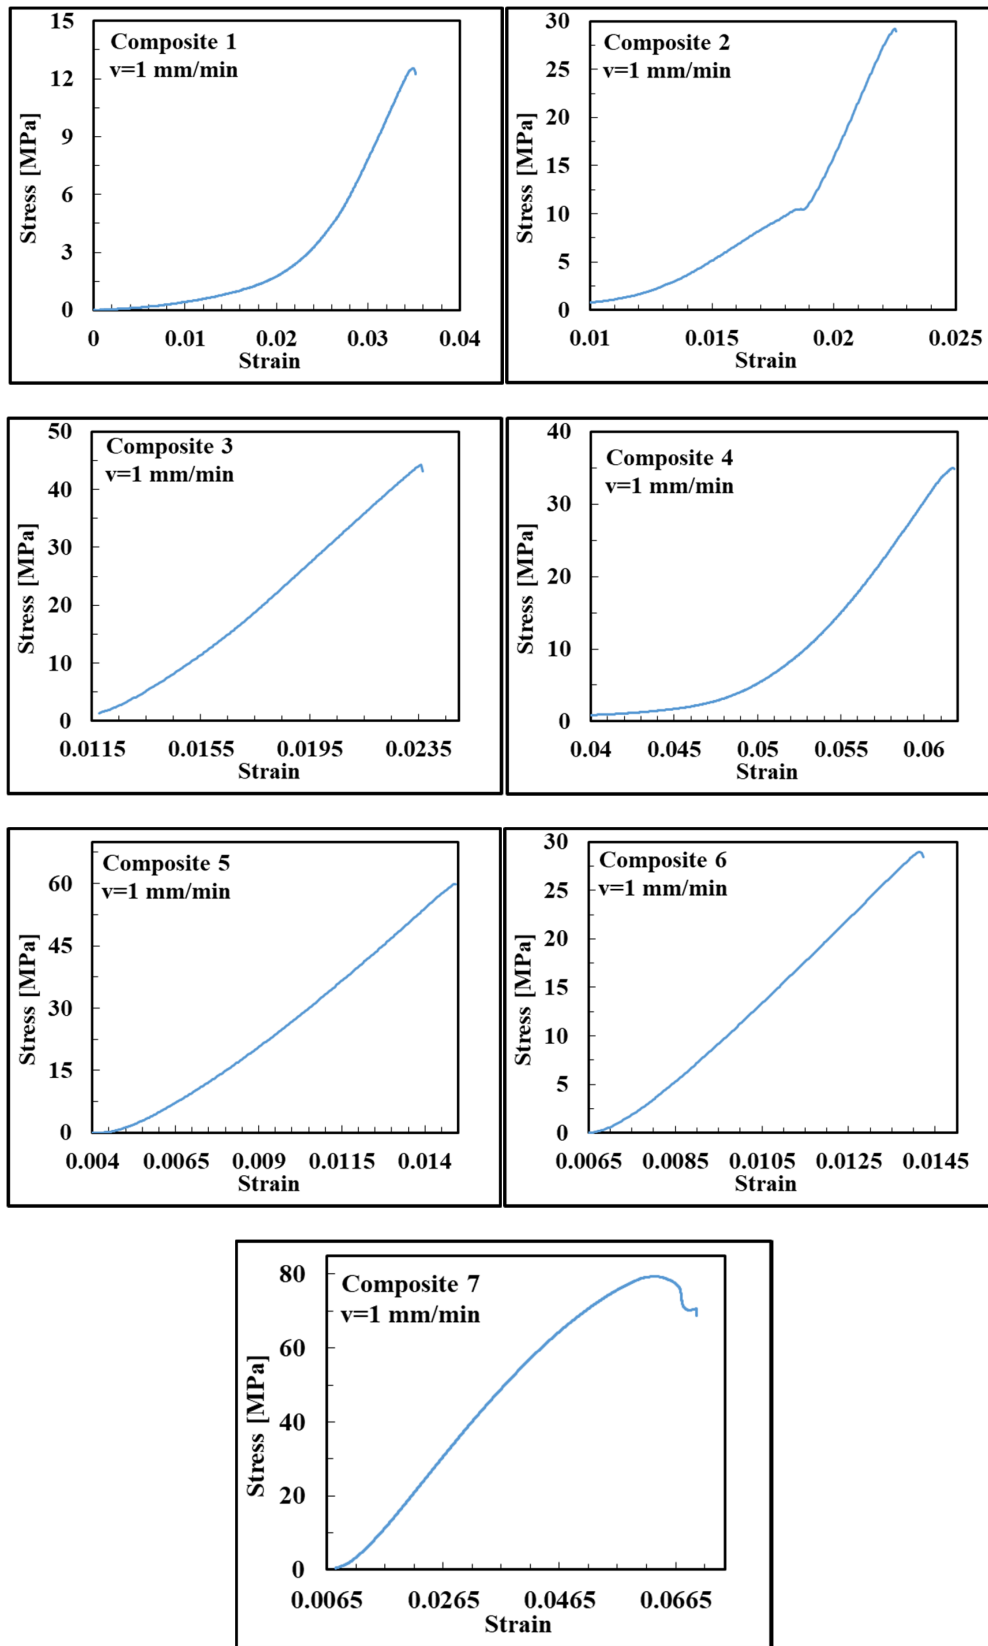 Composite 1
v=1 mm/min
Stress [MPa]
15
12
9
6
3
0
0 0.01 0.02 0.03 0.04
Strain
Composite 2
v=1 mm/min
Stress [MPa]
30
25
20
15
10
5
0
0.01 0.015 0.02 0.025
Strain
Composite 3
v=1 mm/min
Stress [MPa]
50
40
30
20
10
0
0.0115 0.0155 0.0195 0.0235
Strain
Composite 4
v=1 mm/min
Stress [MPa]
40
30
20
10
0
0.04 0.045 0.05 0.055 0.06
Strain
Composite 5
v=1 mm/min
Stress [MPa]
60
45
30
15
0
0.004 0.0065 0.009 0.0115 0.014
Strain
Composite 6
v=1 mm/min
Stress [MPa]
30
25
20
15
10
5
0
0.0065 0.0085 0.0105 0.0125 0.0145
Strain
Composite 7
v=1 mm/min
Stress [MPa]
80
60
40
20
0
0.0065 0.0265 0.0465 0.0665
Strain